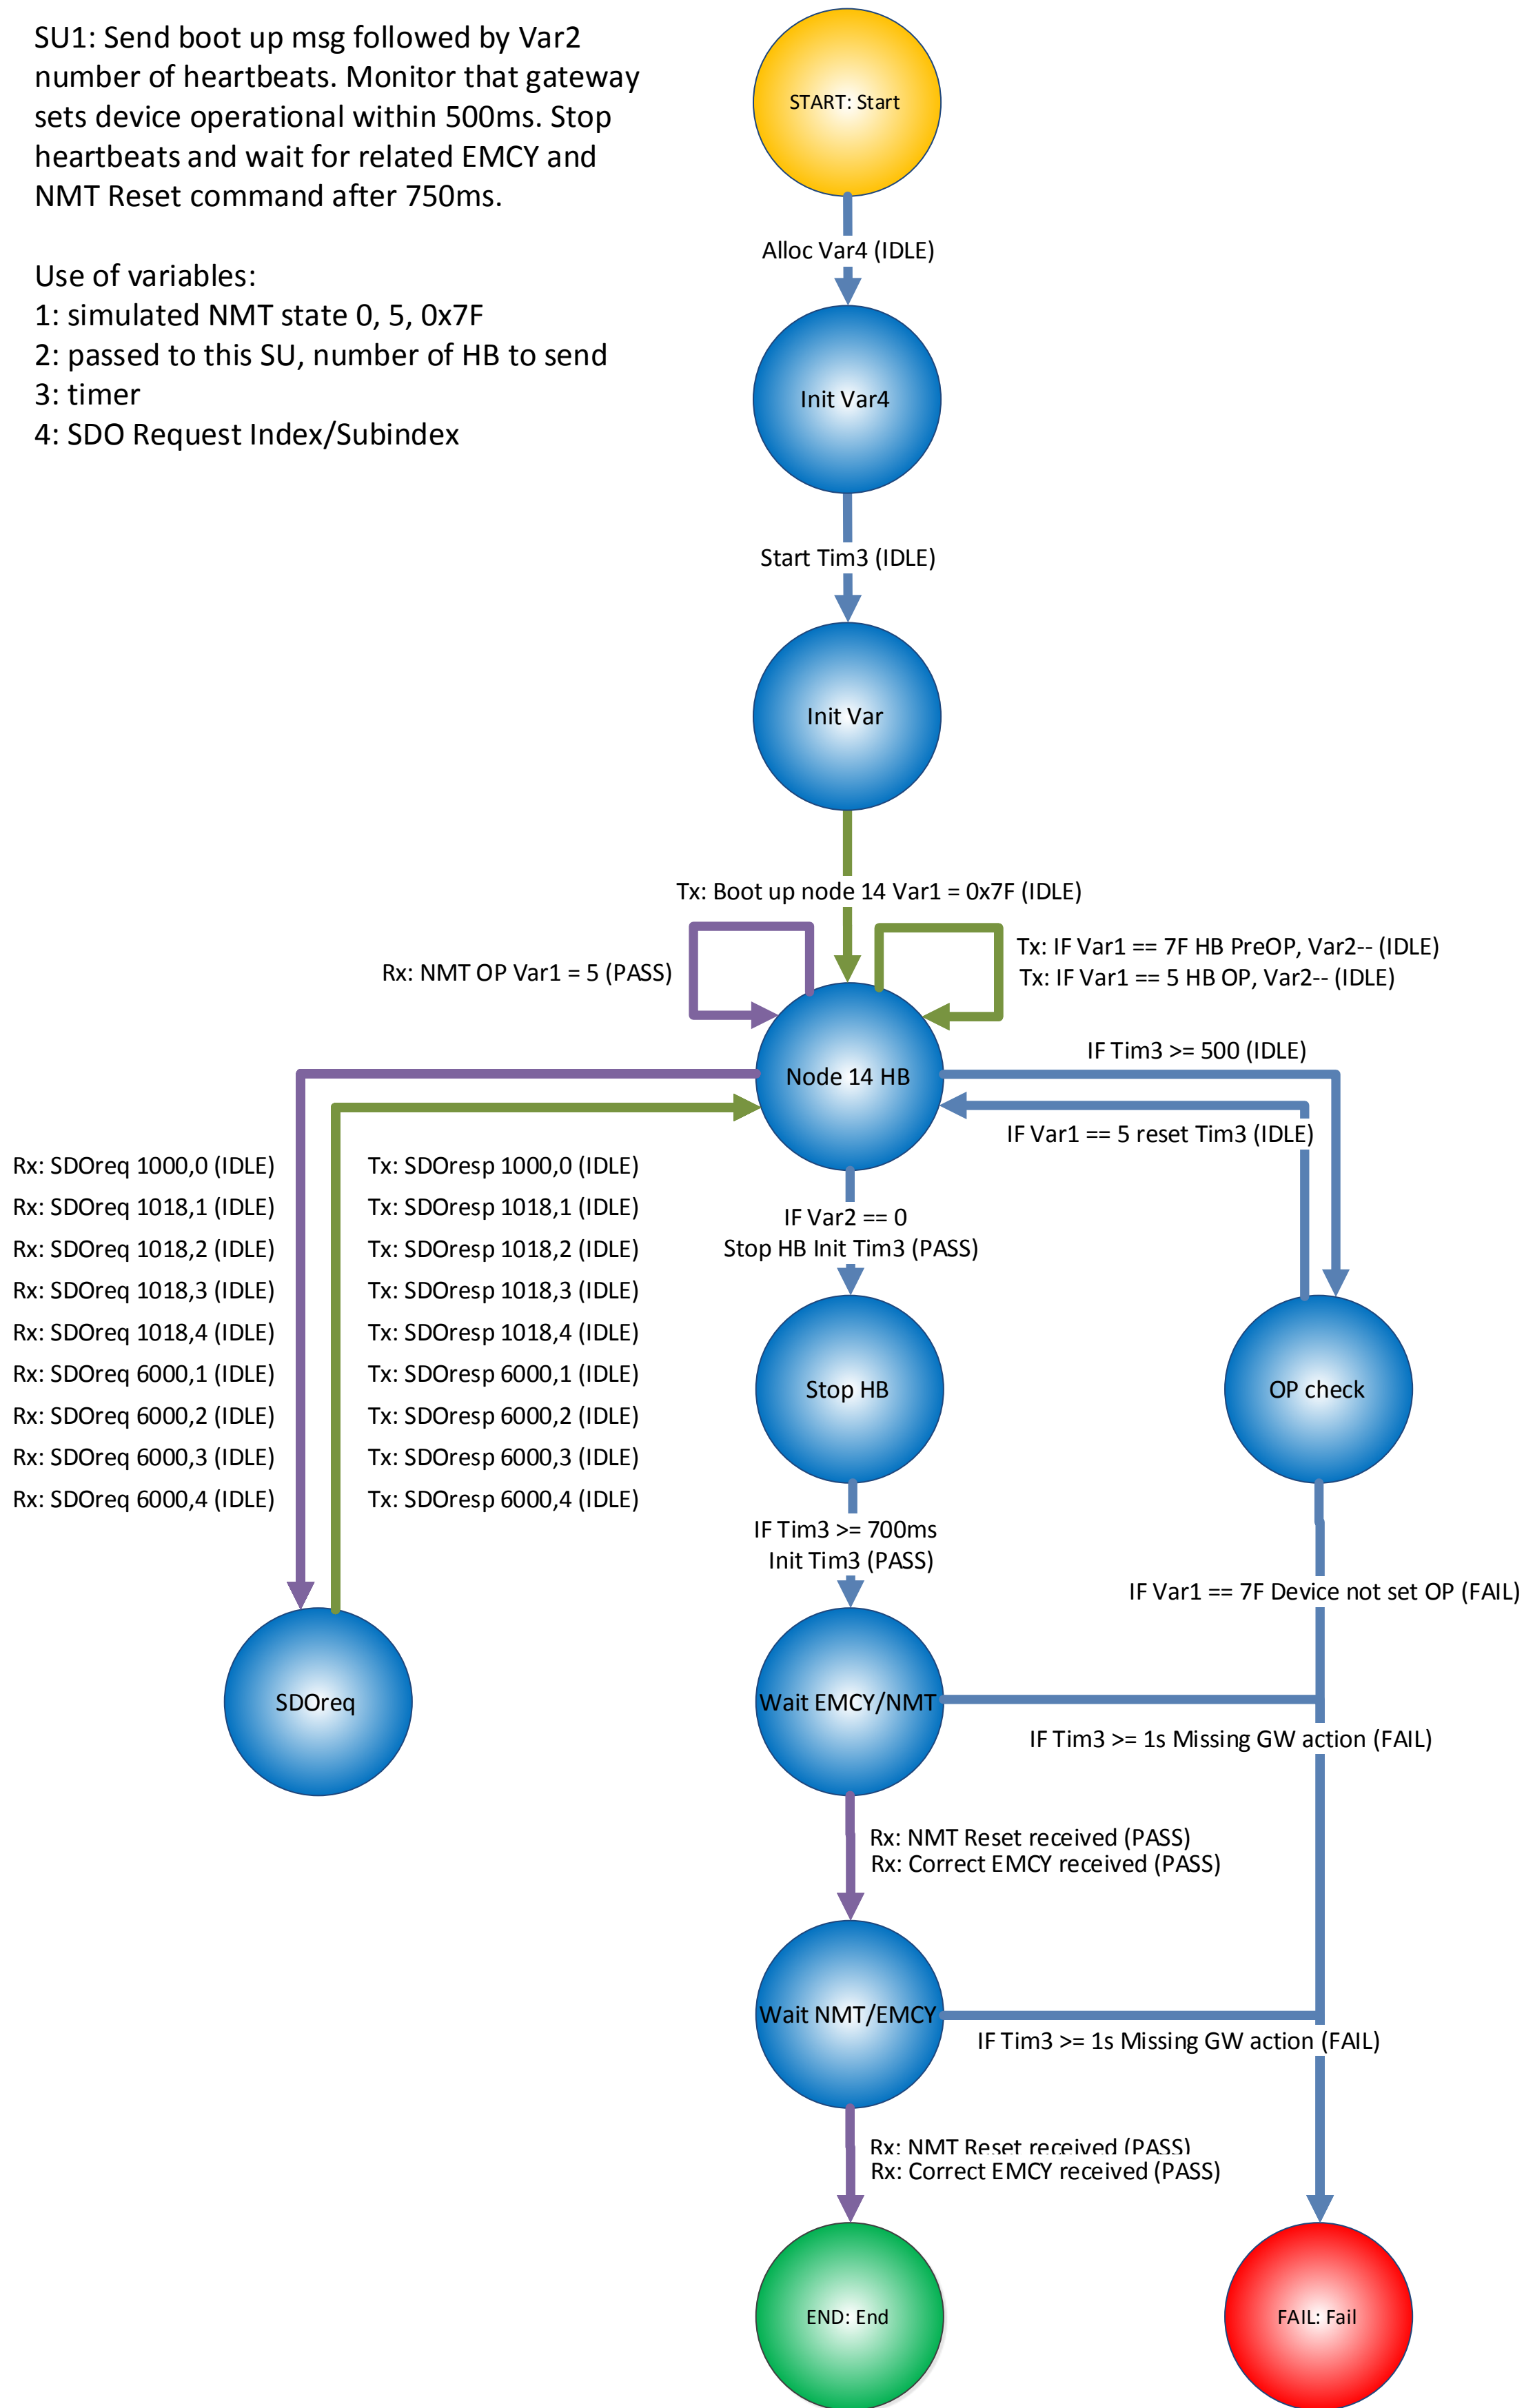 SU1: Send boot up msg followed by Var2
number of heartbeats. Monitor that gateway
sets device operational within 500ms. Stop
heartbeats and wait for related EMCY and
NMT Reset command after 750ms.
Use of variables:
1: simulated NMT state 0, 5, 0x7F
2: passed to this SU, number of HB to send
3: timer
4: SDO Request Index/Subindex
START: Start
Alloc Var4 (IDLE)
Init Var4
Start Tim3 (IDLE)
Init Var
Tx: Boot up node 14 Var1 = 0x7F (IDLE)
Rx: NMT OP Var1 = 5 (PASS)
Tx: IF Var1 == 7F HB PreOP, Var2-- (IDLE)
Tx: IF Var1 == 5 HB OP, Var2-- (IDLE)
Node 14 HB
IF Tim3 >= 500 (IDLE)
IF Var1 == 5 reset Tim3 (IDLE)
Rx: SDOreq 1000,0 (IDLE)
Rx: SDOreq 1018,1 (IDLE)
Rx: SDOreq 1018,2 (IDLE)
Rx: SDOreq 1018,3 (IDLE)
Rx: SDOreq 1018,4 (IDLE)
Rx: SDOreq 6000,1 (IDLE)
Rx: SDOreq 6000,2 (IDLE)
Rx: SDOreq 6000,3 (IDLE)
Rx: SDOreq 6000,4 (IDLE)
Tx: SDOresp 1000,0 (IDLE)
Tx: SDOresp 1018,1 (IDLE)
Tx: SDOresp 1018,2 (IDLE)
Tx: SDOresp 1018,3 (IDLE)
Tx: SDOresp 1018,4 (IDLE)
Tx: SDOresp 6000,1 (IDLE)
Tx: SDOresp 6000,2 (IDLE)
Tx: SDOresp 6000,3 (IDLE)
Tx: SDOresp 6000,4 (IDLE)
IF Var2 == 0
Stop HB Init Tim3 (PASS)
Stop HB
OP check
IF Tim3 >= 700ms
Init Tim3 (PASS)
IF Var1 == 7F Device not set OP (FAIL)
SDOreq
Wait EMCY/NMT
IF Tim3 >= 1s Missing GW action (FAIL)
Rx: NMT Reset received (PASS)
Rx: Correct EMCY received (PASS)
Wait NMT/EMCY
IF Tim3 >= 1s Missing GW action (FAIL)
Rx: NMT Reset received (PASS)
Rx: Correct EMCY received (PASS)
END: End
FAIL: Fail